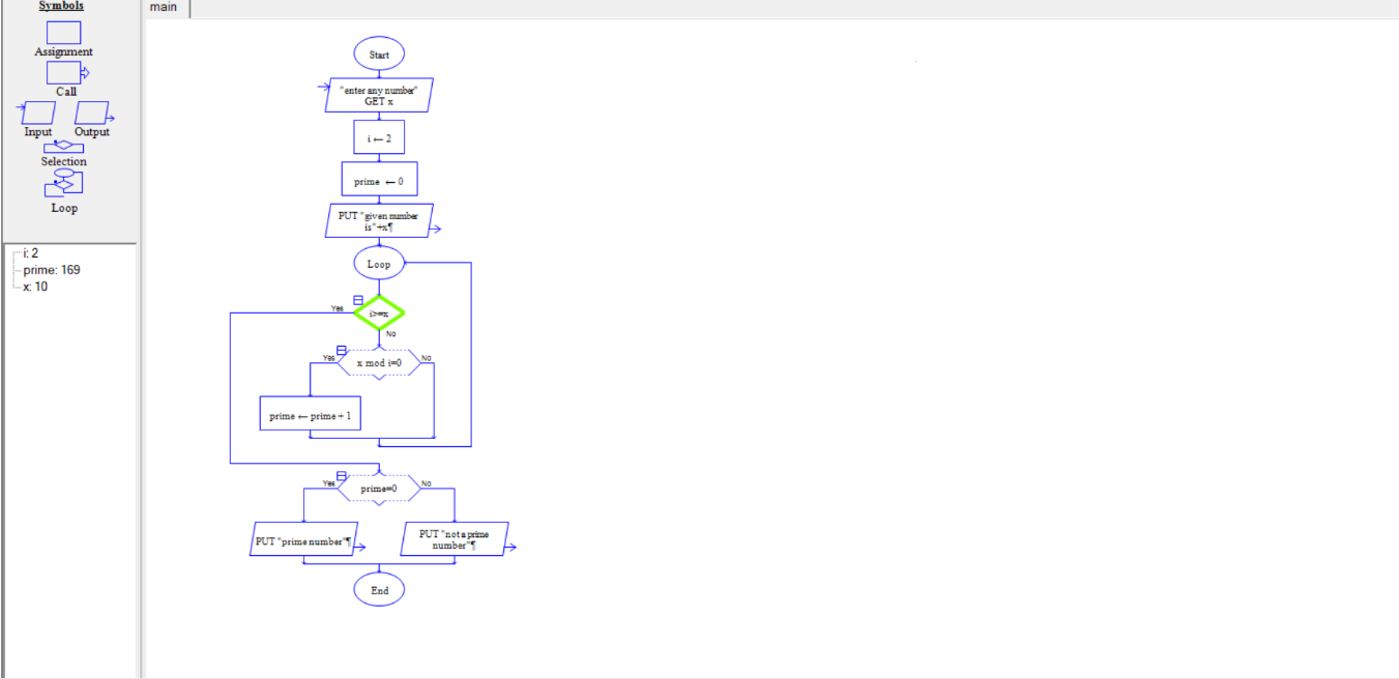 Symbols
main
Assignment
Call
Input Output
Selection
Loop
i: 2
prime: 169
x: 10
Start
"enter any number"
GET x
i ← 2
prime ← 0
PUT "given number
is"+x¶
Loop
Yes
i>=x
No
Yes
x mod i=0
No
prime ← prime + 1
Yes
prime=0
No
PUT "prime number"¶
PUT "not a prime
number"¶
End